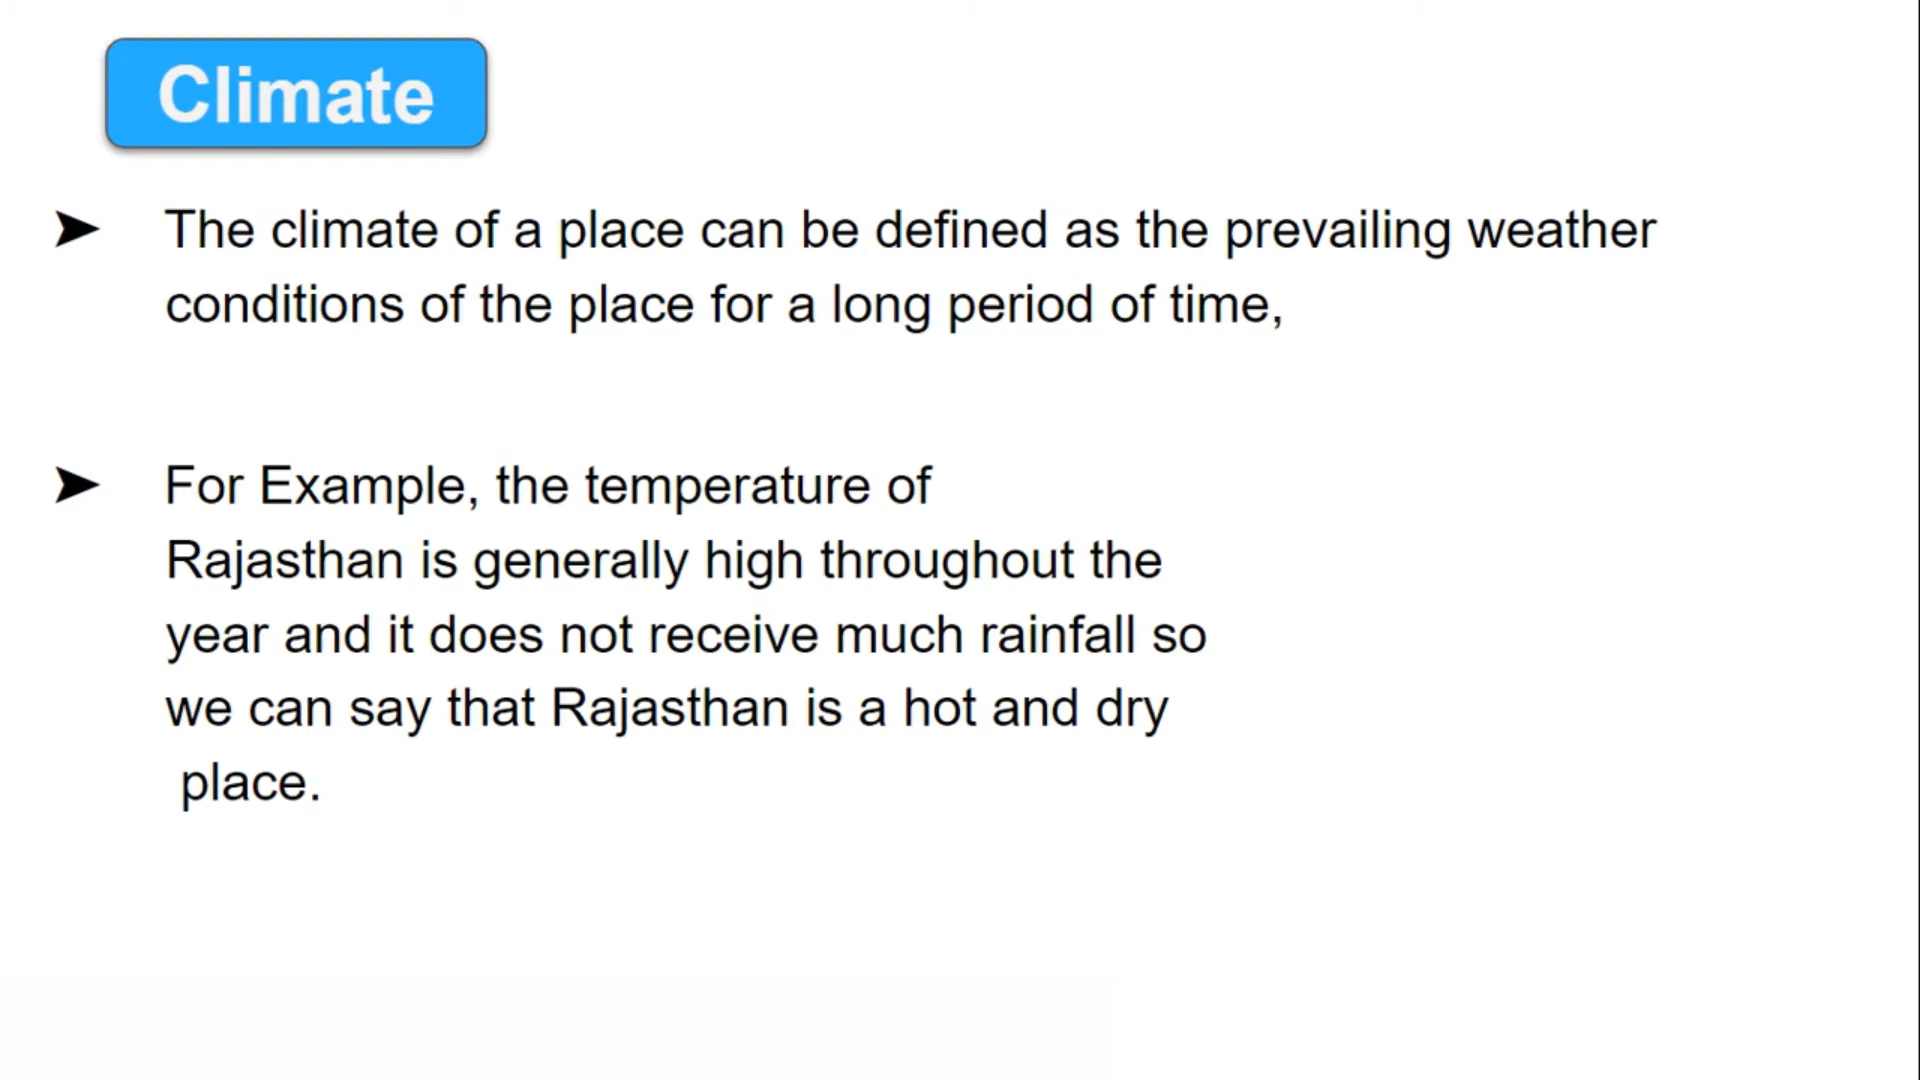 Climate
➤ The climate of a place can be defined as the prevailing weather
conditions of the place for a long period of time,
➤ For Example, the temperature of
Rajasthan is generally high throughout the
year and it does not receive much rainfall so
we can say that Rajasthan is a hot and dry
place.